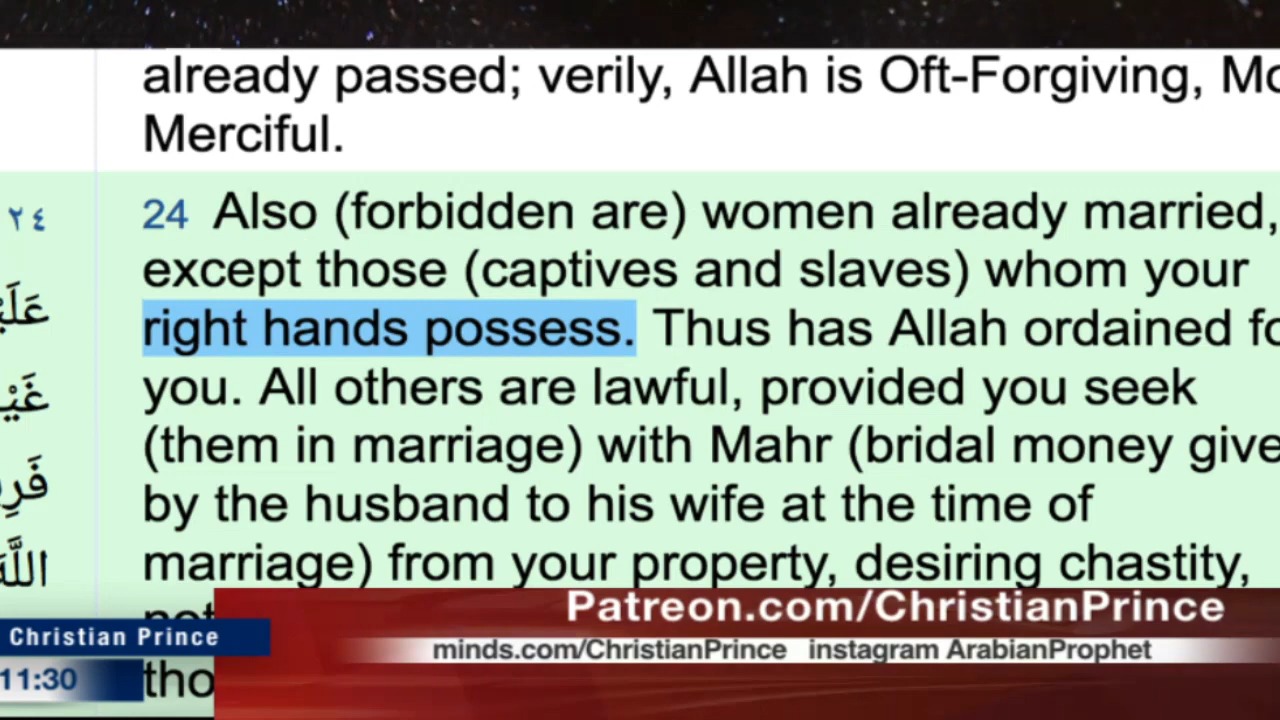 already passed; verily, Allah is Oft-Forgiving,
Merciful.
٢٤
24 Also (forbidden are) women already married,
except those (captives and slaves) whom your
right hands possess. Thus has Allah ordained
you. All others are lawful, provided you seek
(them in marriage) with Mahr (bridal money
by the husband to his wife at the time of
marriage) from your property, desiring chastity,
اللَّهَ
Patreon.com/ChristianPrince
Christian Prince
minds.com/ChristianPrince instagram ArabianProphet
11:30